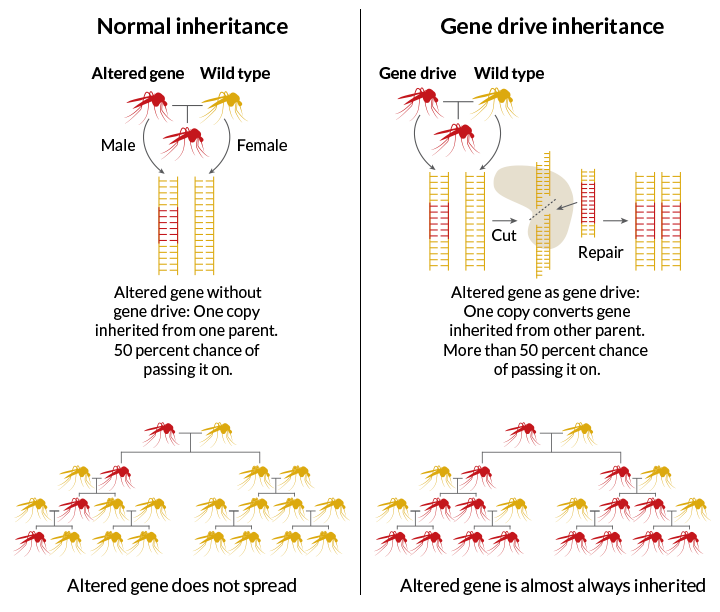 Normal inheritance
Altered gene
Wild type
Male
Female
Altered gene without
gene drive: One copy
inherited from one parent.
50 percent chance of
passing it on.
Altered gene does not spread
Gene drive inheritance
Gene drive
Wild type
Cut
Repair
Altered gene as gene drive:
One copy converts gene
inherited from other parent.
More than 50 percent chance
of passing it on.
Altered gene is almost always inherited